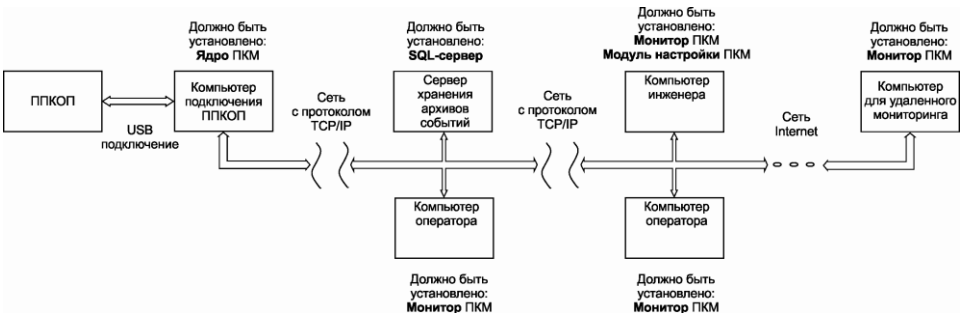 Должно быть
установлено:
Ядро ПКМ
Должно быть
установлено:
SQL-сервер
Должно быть
установлено:
Монитор ПКМ
Модуль настройки ПКМ
Должно быть
установлено:
Монитор ПКМ
ППКОП
USB
подключение
Компьютер
подключения
ППКОП
Сеть
с протоколом
TCP/IP
Сервер
хранения
архивов
событий
Сеть
с протоколом
TCP/IP
Компьютер
инженера
Сеть
Internet
Компьютер
для удаленного
мониторинга
Компьютер
оператора
Компьютер
оператора
Должно быть
установлено:
Монитор ПКМ
Должно быть
установлено:
Монитор ПКМ